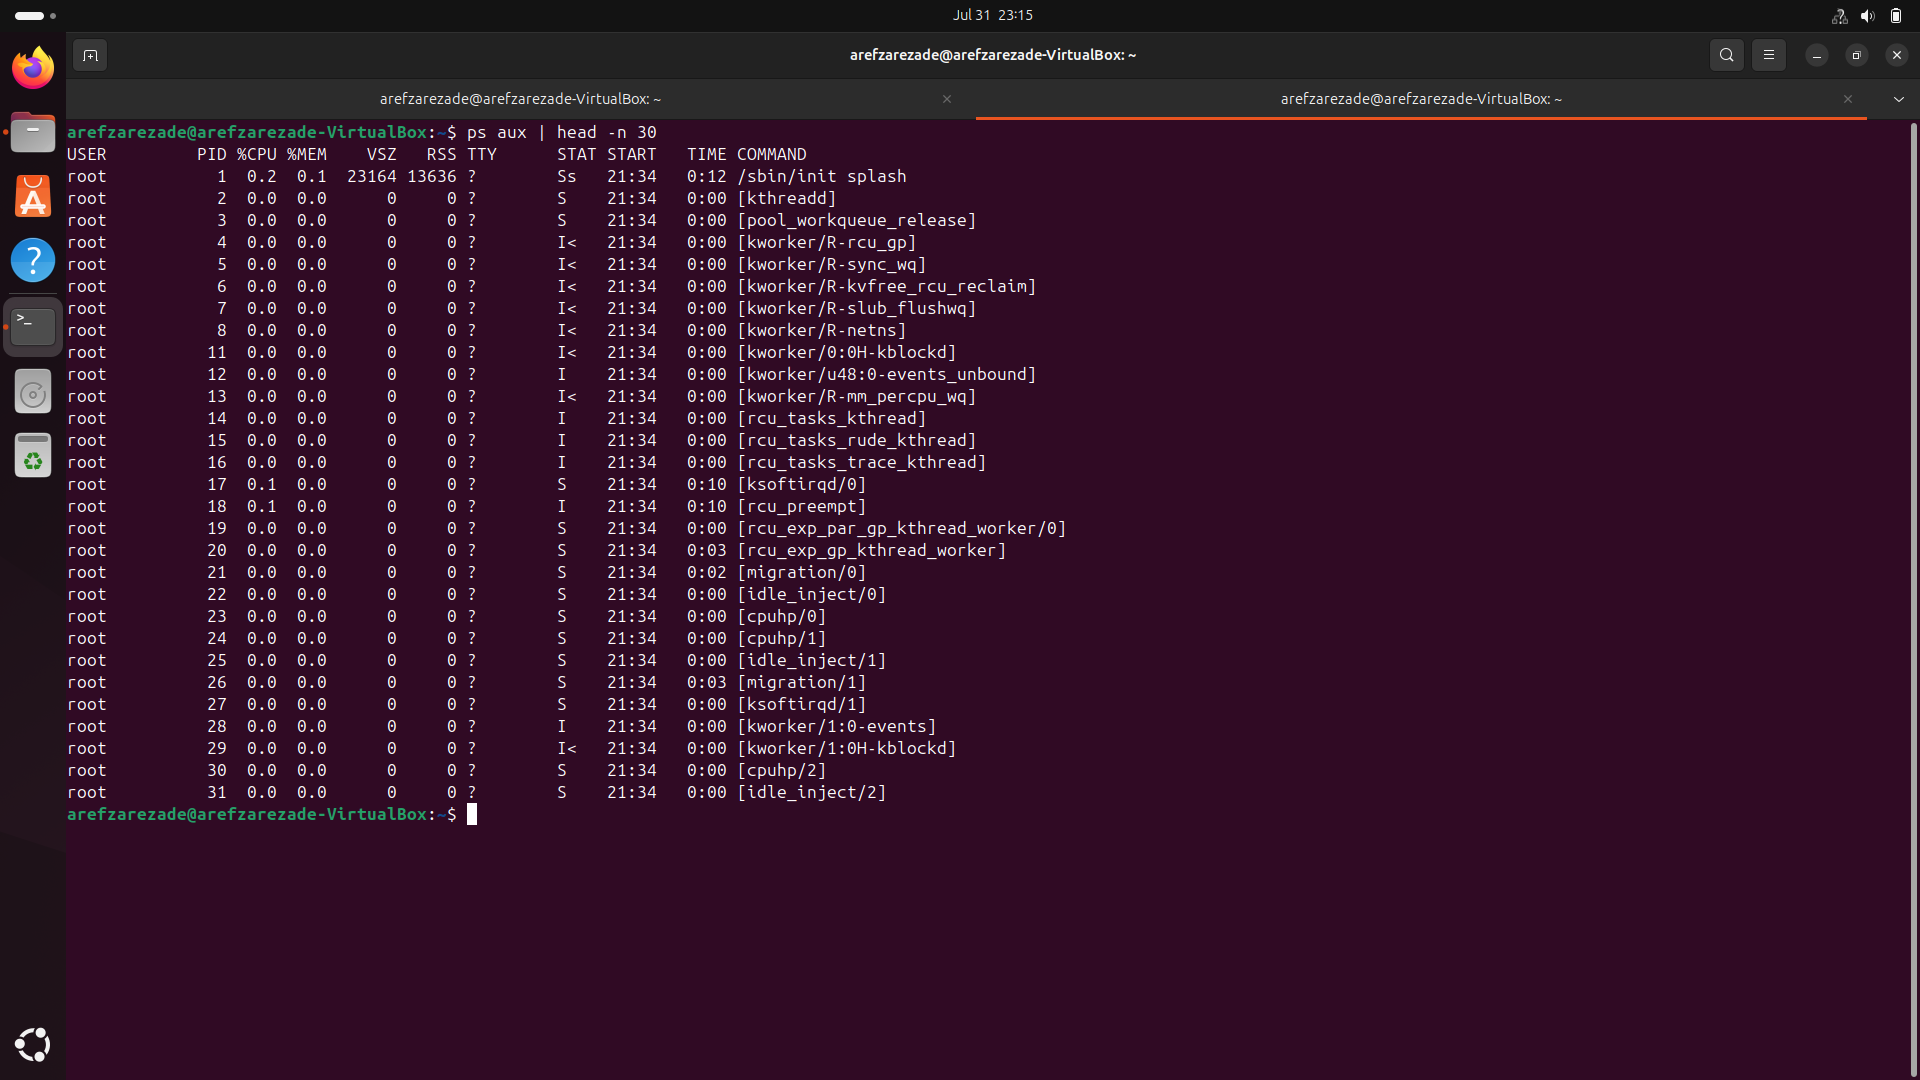 Jul 31 23:15
arefzarezade@arefzarezade-VirtualBox: ~
arefzarezade@arefzarezade-VirtualBox: ~
arefzarezade@arefzarezade-VirtualBox: ~
arefzarezade@arefzarezade-VirtualBox:~$ ps aux | head -n 30
USER         PID %CPU %MEM    VSZ   RSS TTY      STAT START   TIME COMMAND
root           1  0.2  0.1  23164 13636 ?        Ss   21:34   0:12 /sbin/init splash
root           2  0.0  0.0      0     0 ?        S    21:34   0:00 [kthreadd]
root           3  0.0  0.0      0     0 ?        S    21:34   0:00 [pool_workqueue_release]
root           4  0.0  0.0      0     0 ?        I<   21:34   0:00 [kworker/R-rcu_gp]
root           5  0.0  0.0      0     0 ?        I<   21:34   0:00 [kworker/R-sync_wq]
root           6  0.0  0.0      0     0 ?        I<   21:34   0:00 [kworker/R-kvfree_rcu_reclaim]
root           7  0.0  0.0      0     0 ?        I<   21:34   0:00 [kworker/R-slub_flushwq]
root           8  0.0  0.0      0     0 ?        I<   21:34   0:00 [kworker/R-netns]
root          11  0.0  0.0      0     0 ?        I<   21:34   0:00 [kworker/0:0H-kblockd]
root          12  0.0  0.0      0     0 ?        I    21:34   0:00 [kworker/u48:0-events_unbound]
root          13  0.0  0.0      0     0 ?        I<   21:34   0:00 [kworker/R-mm_percpu_wq]
root          14  0.0  0.0      0     0 ?        I    21:34   0:00 [rcu_tasks_kthread]
root          15  0.0  0.0      0     0 ?        I    21:34   0:00 [rcu_tasks_rude_kthread]
root          16  0.0  0.0      0     0 ?        I    21:34   0:00 [rcu_tasks_trace_kthread]
root          17  0.1  0.0      0     0 ?        S    21:34   0:10 [ksoftirqd/0]
root          18  0.1  0.0      0     0 ?        I    21:34   0:10 [rcu_preempt]
root          19  0.0  0.0      0     0 ?        S    21:34   0:00 [rcu_exp_par_gp_kthread_worker/0]
root          20  0.0  0.0      0     0 ?        S    21:34   0:03 [rcu_exp_gp_kthread_worker]
root          21  0.0  0.0      0     0 ?        S    21:34   0:02 [migration/0]
root          22  0.0  0.0      0     0 ?        S    21:34   0:00 [idle_inject/0]
root          23  0.0  0.0      0     0 ?        S    21:34   0:00 [cpuhp/0]
root          24  0.0  0.0      0     0 ?        S    21:34   0:00 [cpuhp/1]
root          25  0.0  0.0      0     0 ?        S    21:34   0:00 [idle_inject/1]
root          26  0.0  0.0      0     0 ?        S    21:34   0:03 [migration/1]
root          27  0.0  0.0      0     0 ?        S    21:34   0:00 [ksoftirqd/1]
root          28  0.0  0.0      0     0 ?        I    21:34   0:00 [kworker/1:0-events]
root          29  0.0  0.0      0     0 ?        I<   21:34   0:00 [kworker/1:0H-kblockd]
root          30  0.0  0.0      0     0 ?        S    21:34   0:00 [cpuhp/2]
root          31  0.0  0.0      0     0 ?        S    21:34   0:00 [idle_inject/2]
arefzarezade@arefzarezade-VirtualBox:~$